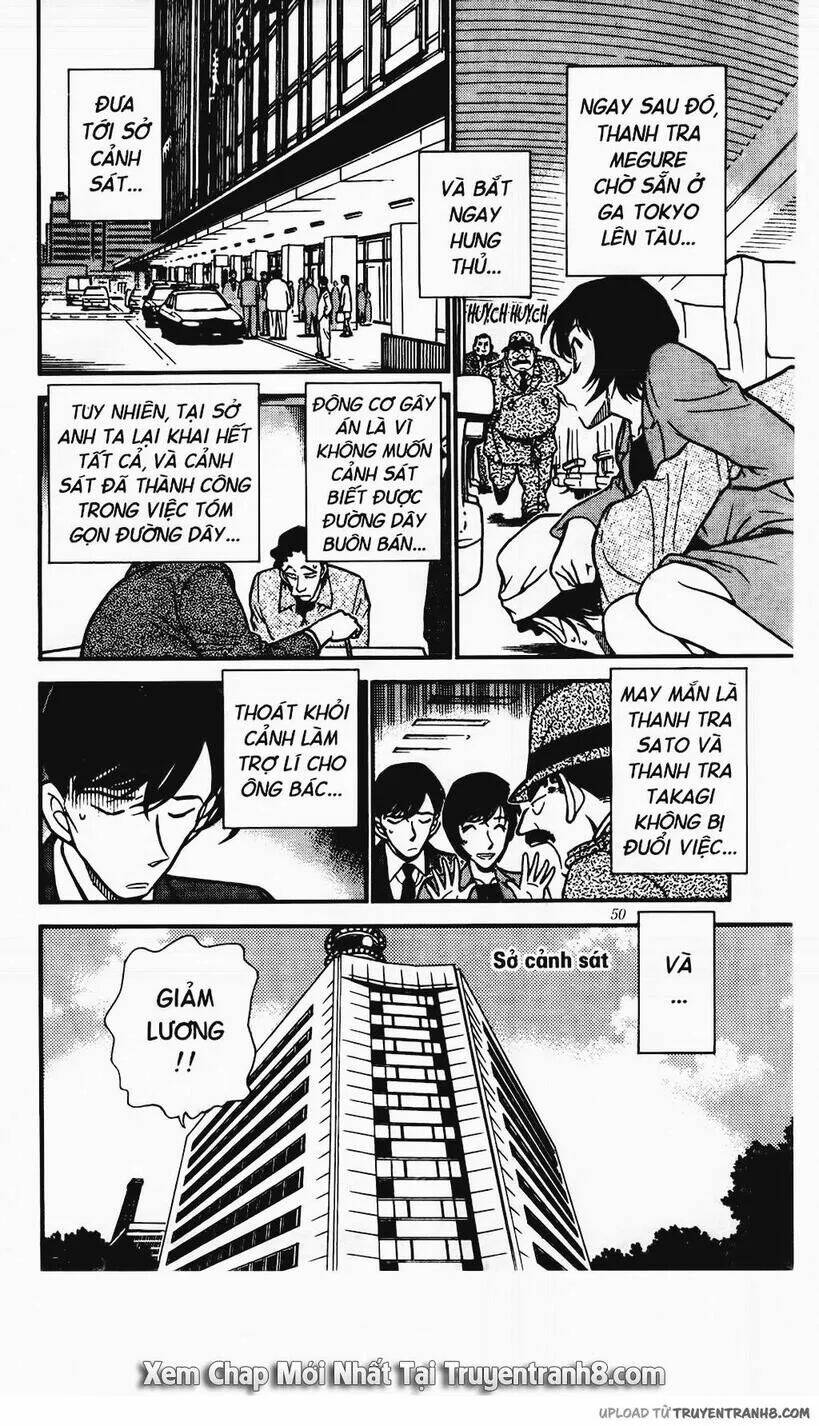 NGAY SAU ĐÓ,
THANH TRA
MEGURE
CHỜ SẴN Ở
GA TOKYO
LÊN TÀU...
VÀ BẮT
NGAY
HUNG
THỦ...
HUỲCH HUỲCH
ĐƯA
TỚI SỞ
CẢNH
SÁT...
ĐỘNG CƠ GÂY
ÁN LÀ VÌ
KHÔNG MUỐN
CẢNH SÁT
BIẾT ĐƯỢC
ĐƯỜNG DÂY
BUÔN BÁN...
TUY NHIÊN, TẠI SỞ
ANH TA LẠI KHAI HẾT
TẤT CẢ, VÀ CẢNH
SÁT ĐÃ THÀNH CÔNG
TRONG VIỆC TÓM
GỌN ĐƯỜNG DÂY...
MAY MẮN LÀ
THANH TRA
SATO VÀ
THANH TRA
TAKAGI
KHÔNG BỊ
ĐUỔI VIỆC...
THOÁT KHỎI
CẢNH LÀM
TRỢ LÍ CHO
ÔNG BÁC...
50
VÀ
...
Sở cảnh sát
GIẢM
LƯƠNG
!!
Xem Chap Mới Nhất Tại Truyentranh8.com
UPLOAD TỪ TRUYENTRANH8.COM